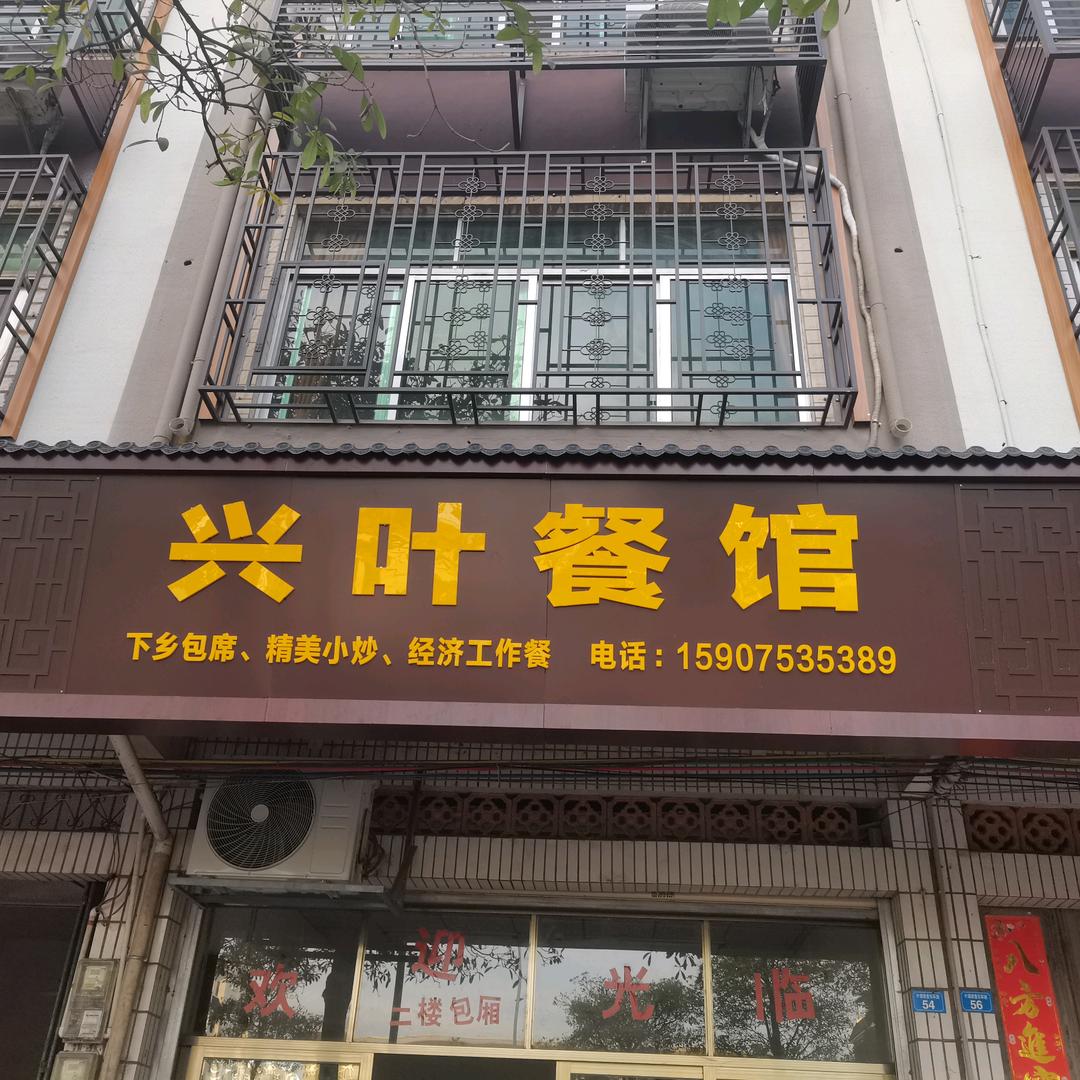 兴叶餐馆
下乡包席、精美小炒、经济工作餐 电话：15907535389
欢迎光临
二楼包厢
54
56
八方進